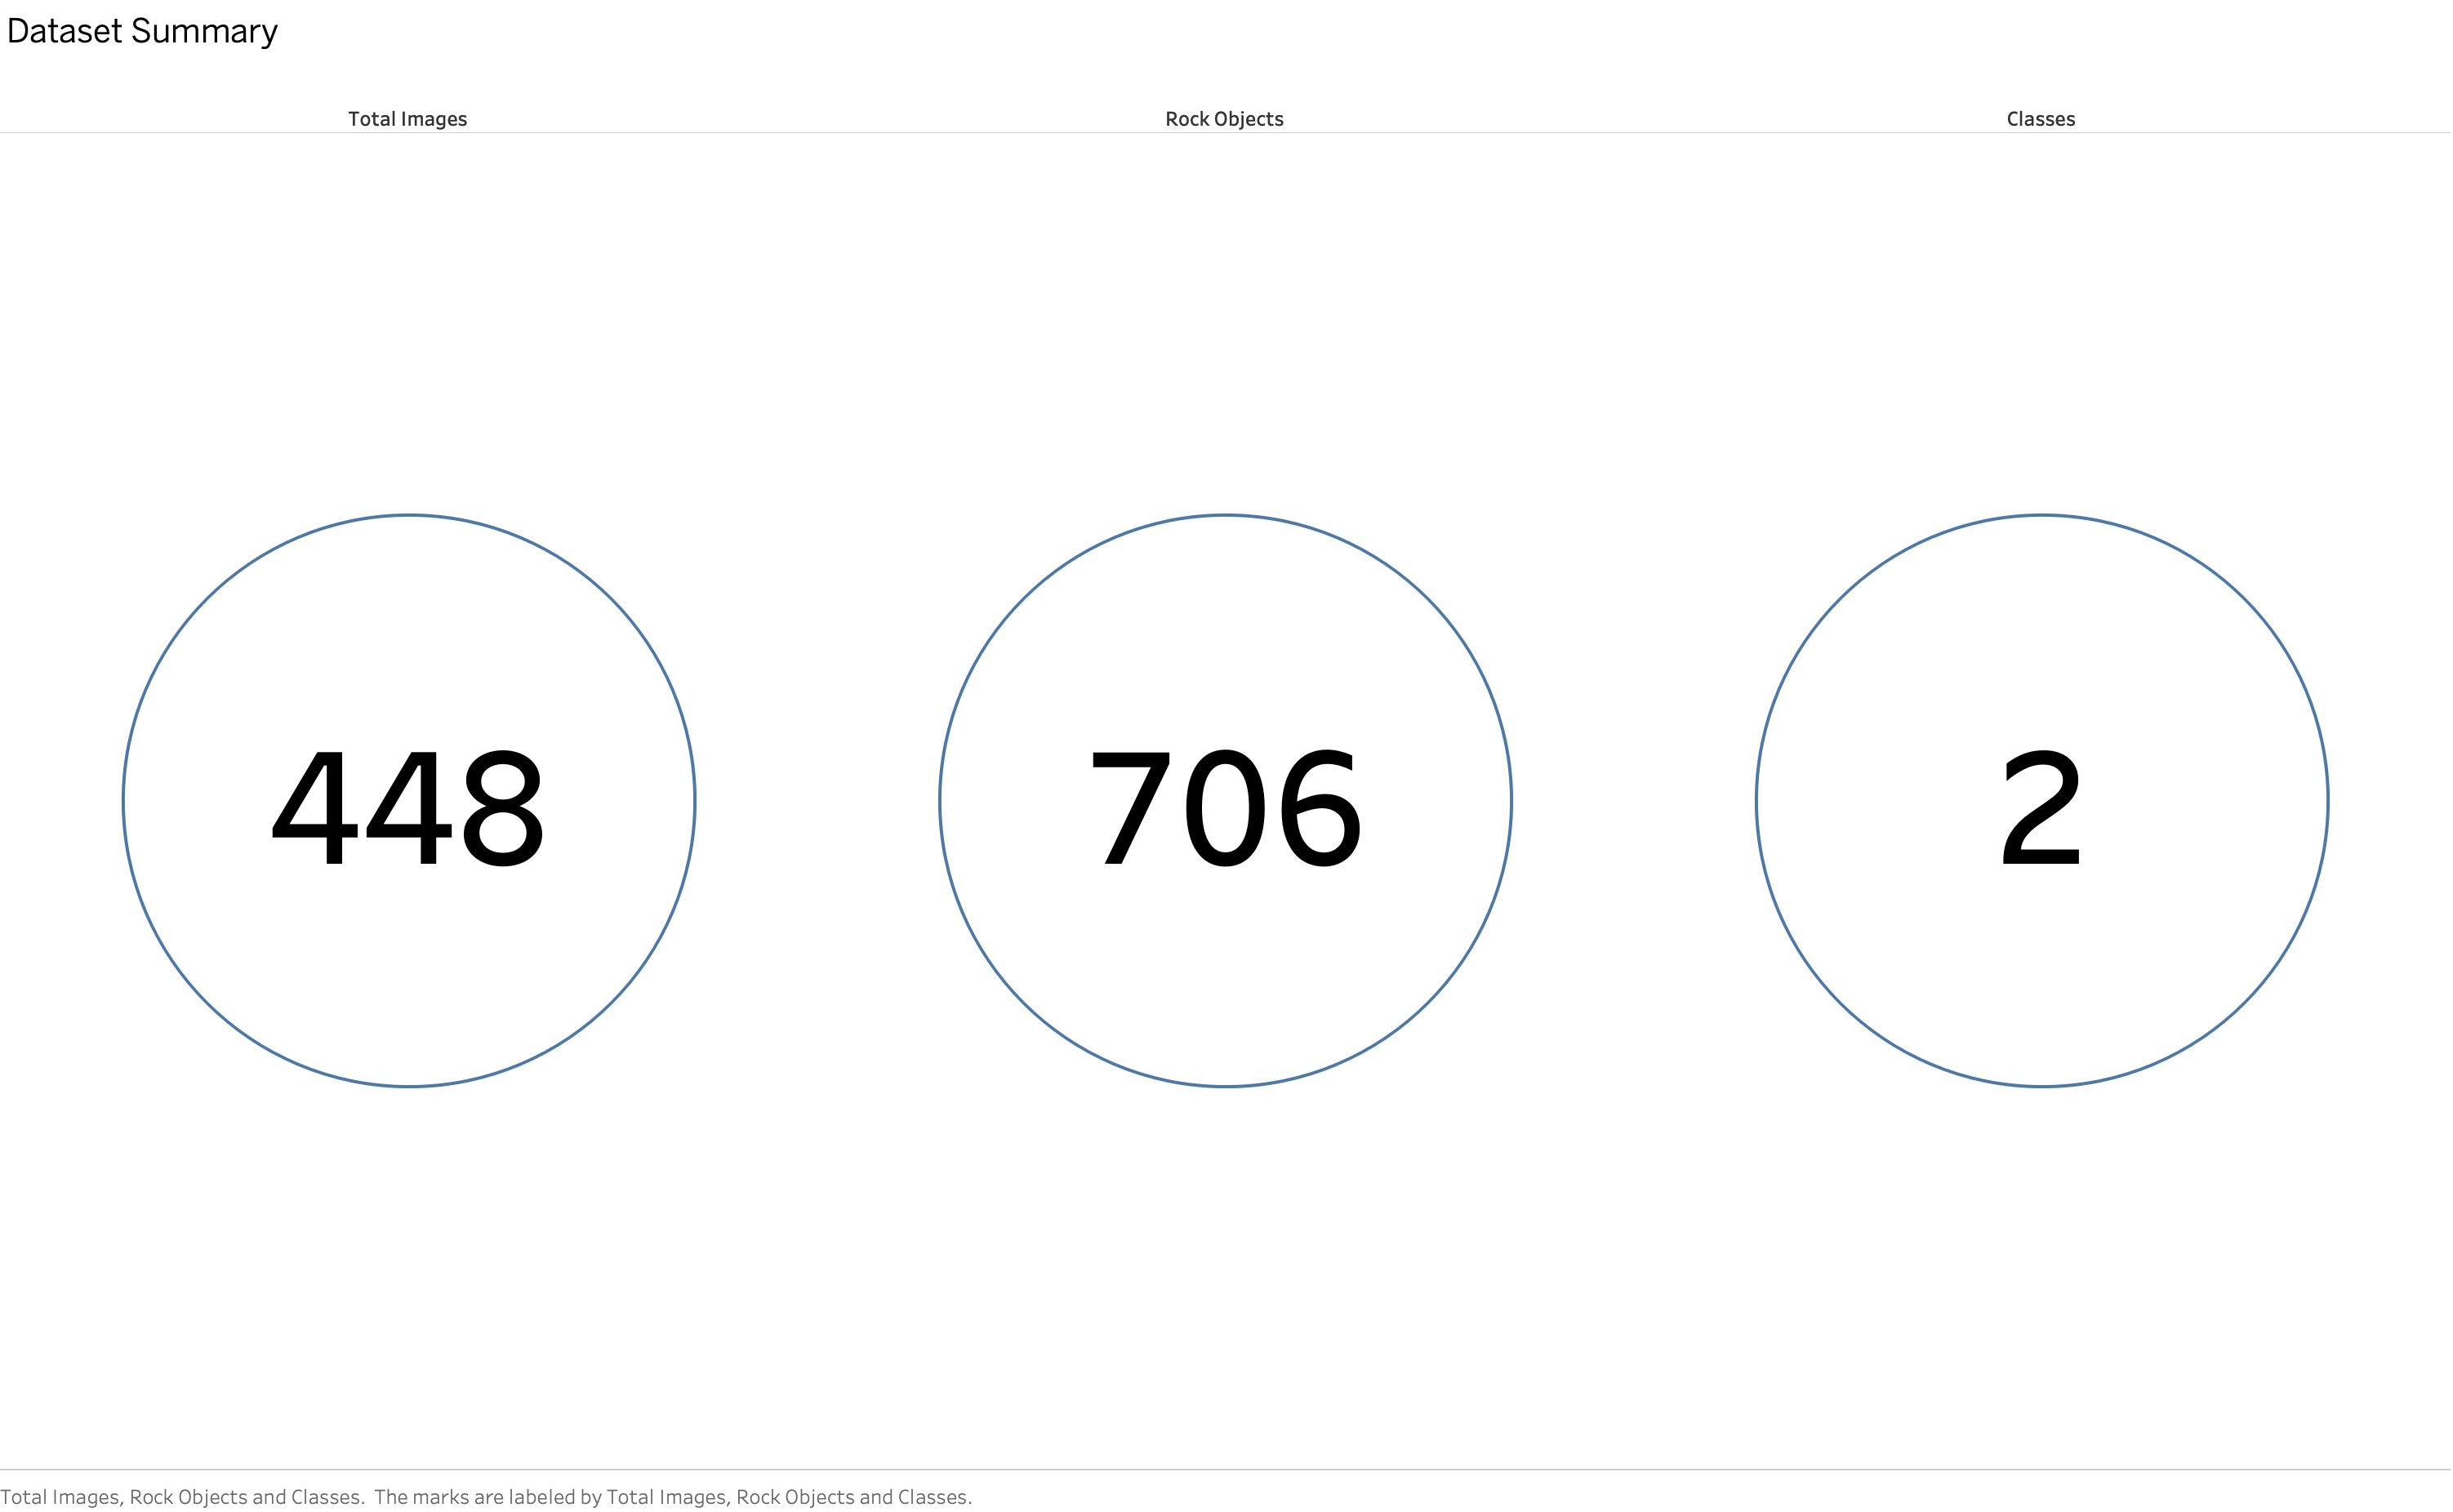 Dataset Summary
Total Images Rock Objects Classes
448 706 2
Total Images, Rock Objects and Classes.  The marks are labeled by Total Images, Rock Objects and Classes.